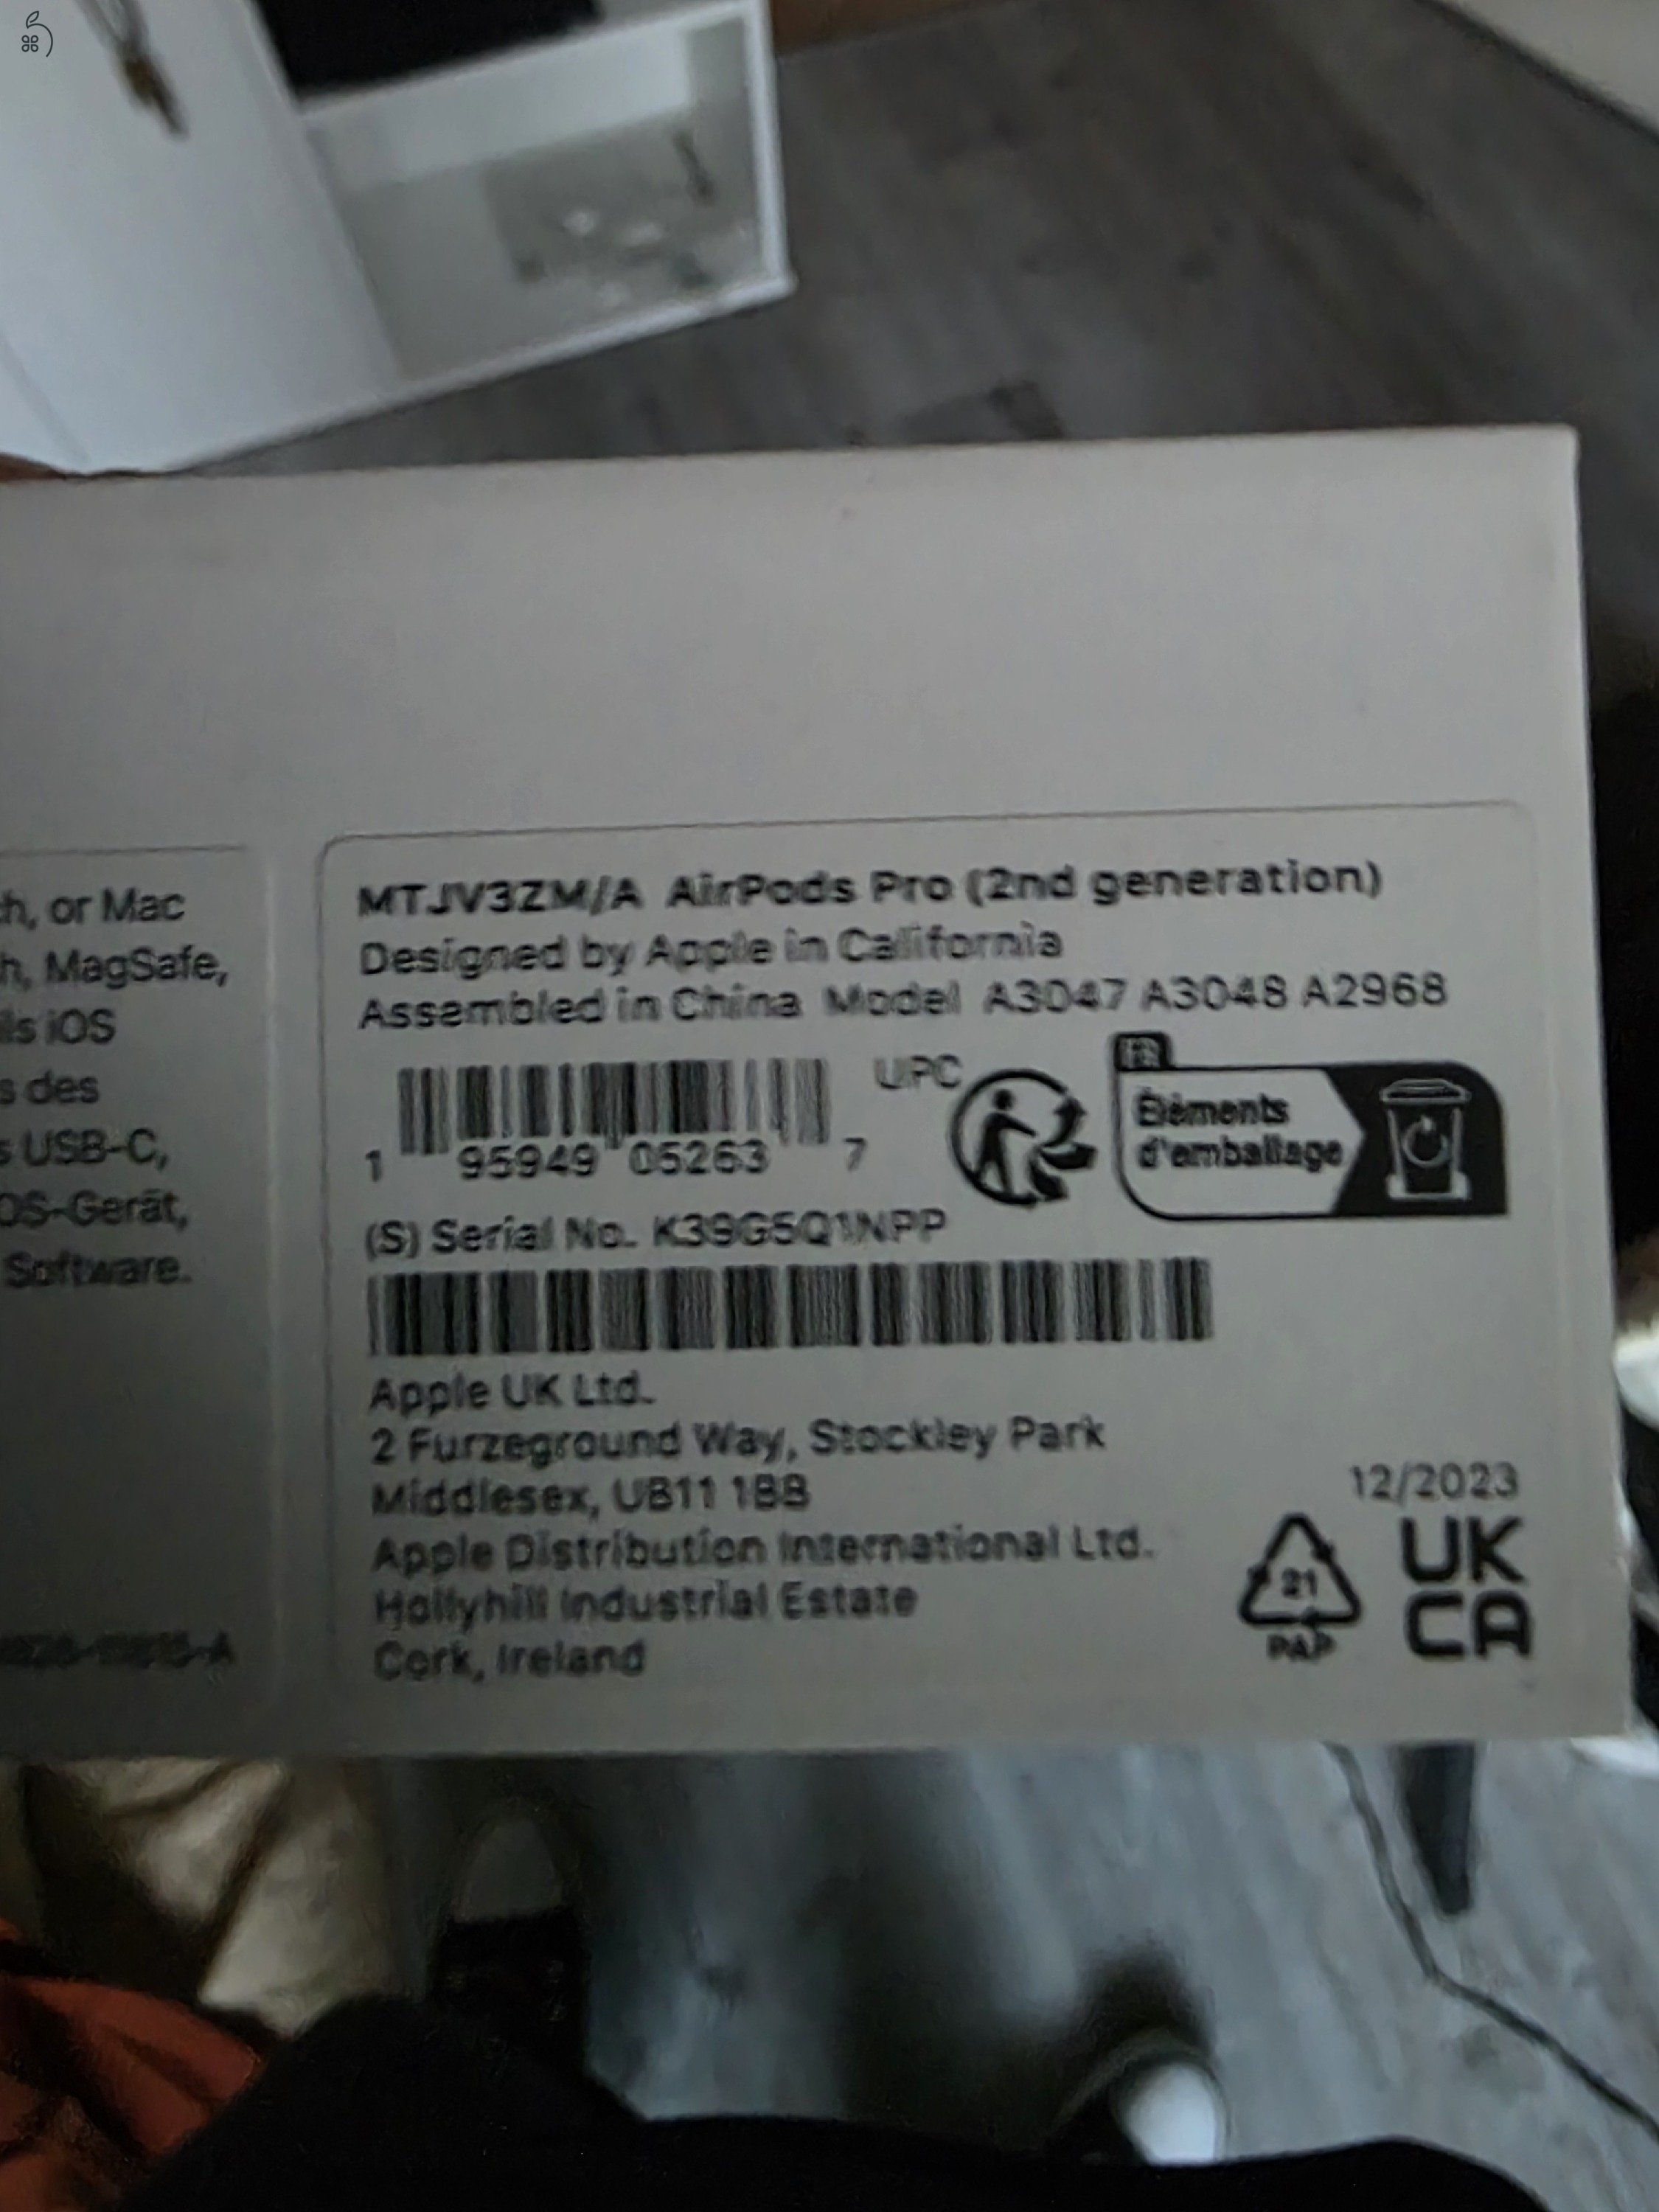 h, or Mac
h, MagSafe,
ls iOS
s des
s USB-C,
OS-Gerät,
Software.
MTJV3ZM/A AirPods Pro (2nd generation)
Designed by Apple in California
Assembled in China Model A3047 A3048 A2968
UPC
1 95949 05263 7
FR
Éléments
d'emballage
(S) Serial No. K39G5Q1NPP
Apple UK Ltd.
2 Furzeground Way, Stockley Park
Middlesex, UB11 1BB
Apple Distribution International Ltd.
Hollyhill Industrial Estate
Cork, Ireland
12/2023
21
PAP
UK
CA